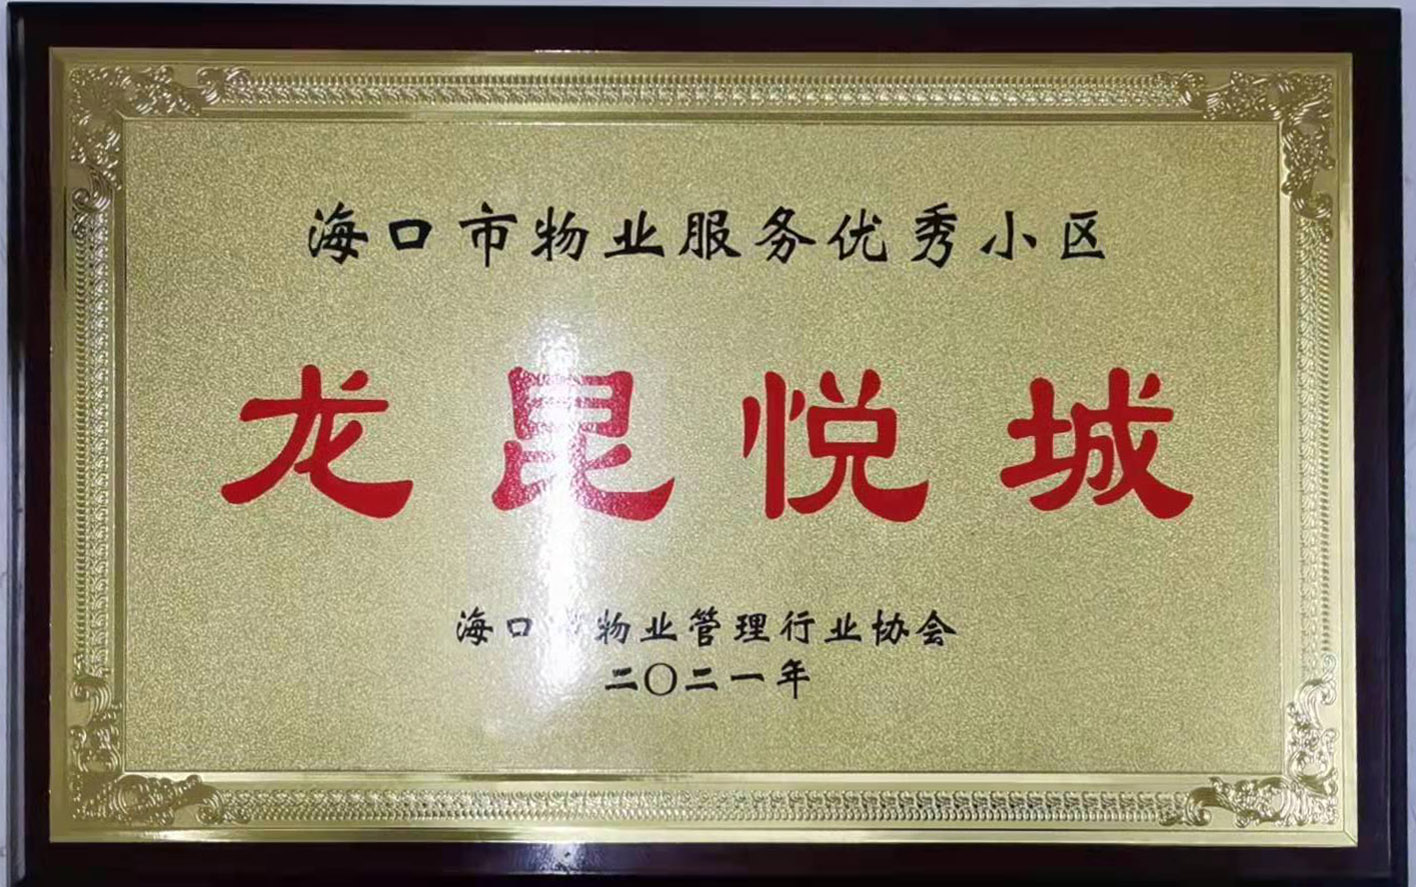 海口市物业服务优秀小区
龙昆悦城
海口市物业管理行业协会
二〇二一年